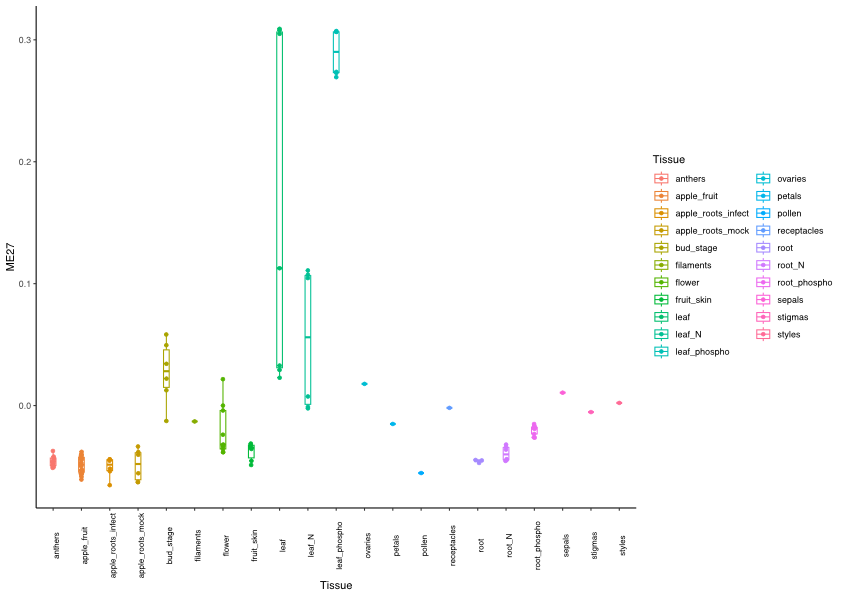 ME27
0.3
0.2
0.1
0.0
anthers
apple_fruit
apple_roots_infect
apple_roots_mock
bud_stage
filaments
flower
fruit_skin
leaf
leaf_N
leaf_phospho
ovaries
petals
pollen
receptacles
root
root_N
root_phospho
sepals
stigmas
styles
Tissue
Tissue
anthers
apple_fruit
apple_roots_infect
apple_roots_mock
bud_stage
filaments
flower
fruit_skin
leaf
leaf_N
leaf_phospho
ovaries
petals
pollen
receptacles
root
root_N
root_phospho
sepals
stigmas
styles